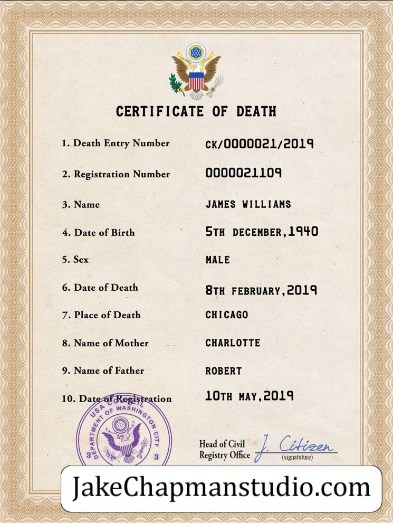 CERTIFICATE OF DEATH
1. Death Entry Number CK/0000021/2019
2. Registration Number 0000021109
3. Name JAMES WILLIAMS
4. Date of Birth 5TH DECEMBER,1940
5. Sex MALE
6. Date of Death 8TH FEBRUARY,2019
7. Place of Death CHICAGO
8. Name of Mother CHARLOTTE
9. Name of Father ROBERT
10. Date of Registration 10TH MAY,2019
USA COUNCIL
DEPARTMENT OF WASHINGTON CITY
Head of Civil
Registry Office J. Citizen
(signuture)
JakeChapmanstudio.com